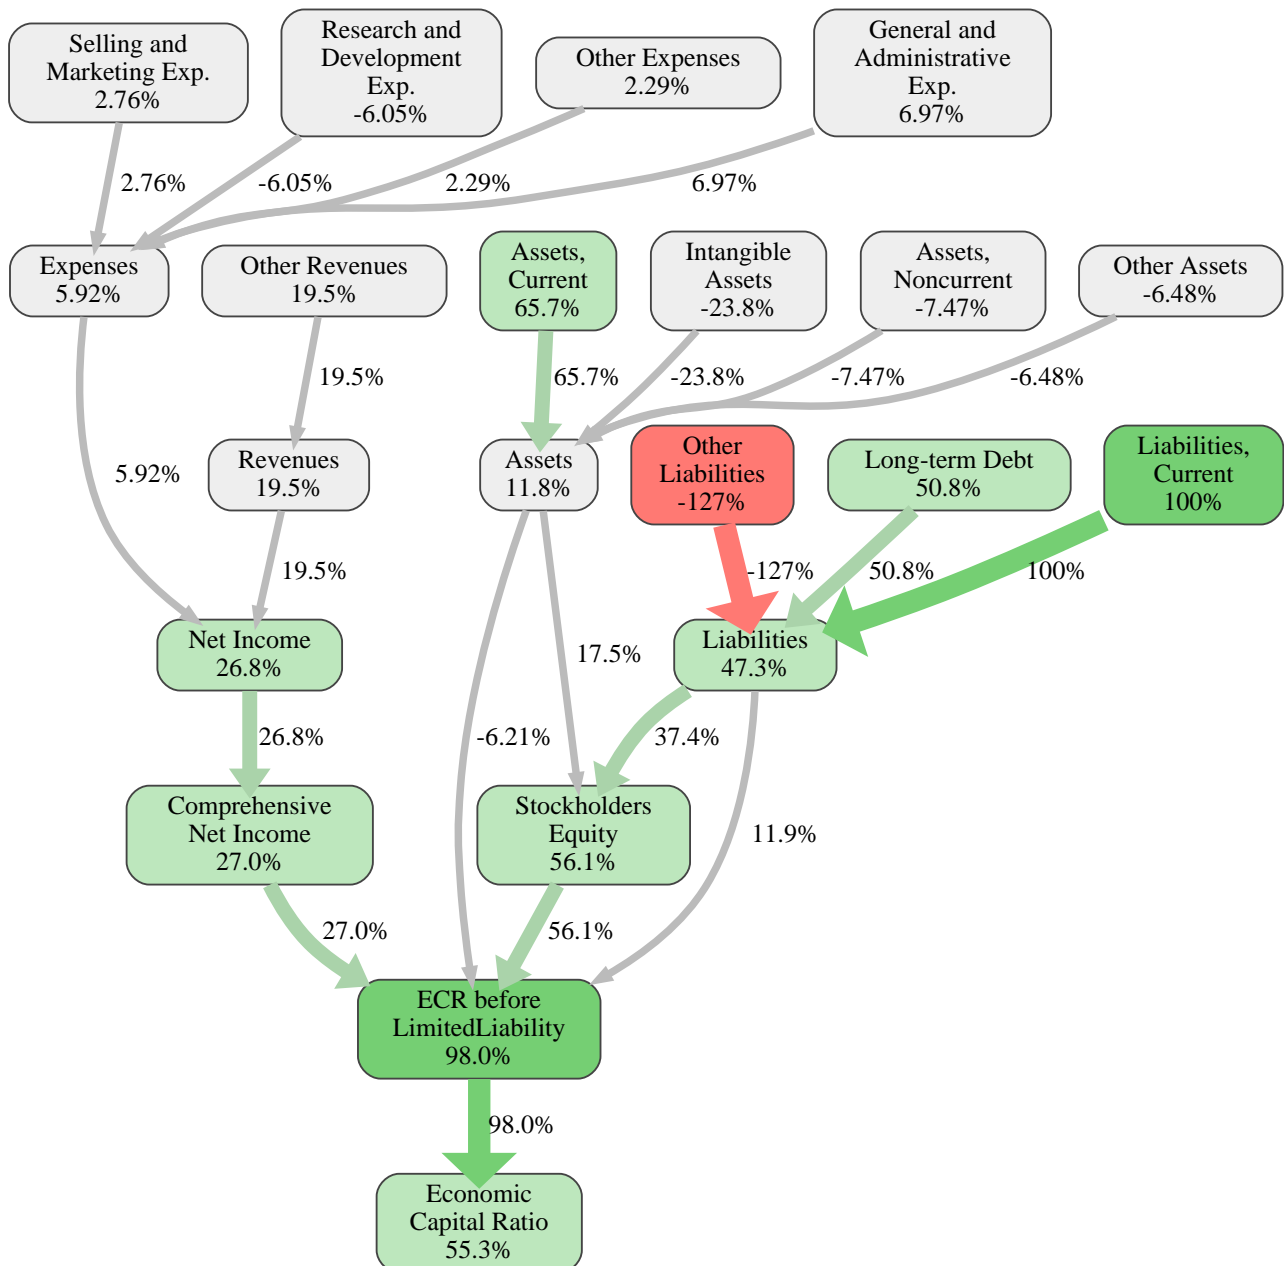 Selling and
Marketing Exp.
2.76%
Research and
Development
Exp.
-6.05%
Other Expenses
2.29%
General and
Administrative
Exp.
6.97%
2.76%
-6.05%
2.29%
6.97%
Expenses
5.92%
Other Revenues
19.5%
Assets,
Current
65.7%
Intangible
Assets
-23.8%
Assets,
Noncurrent
-7.47%
Other Assets
-6.48%
19.5%
65.7%
-23.8%
-7.47%
-6.48%
5.92%
Revenues
19.5%
Assets
11.8%
Other
Liabilities
-127%
Long-term Debt
50.8%
Liabilities,
Current
100%
19.5%
-127%
50.8%
100%
Net Income
26.8%
17.5%
Liabilities
47.3%
26.8%
-6.21%
37.4%
Comprehensive
Net Income
27.0%
Stockholders
Equity
56.1%
11.9%
27.0%
56.1%
ECR before
LimitedLiability
98.0%
98.0%
Economic
Capital Ratio
55.3%